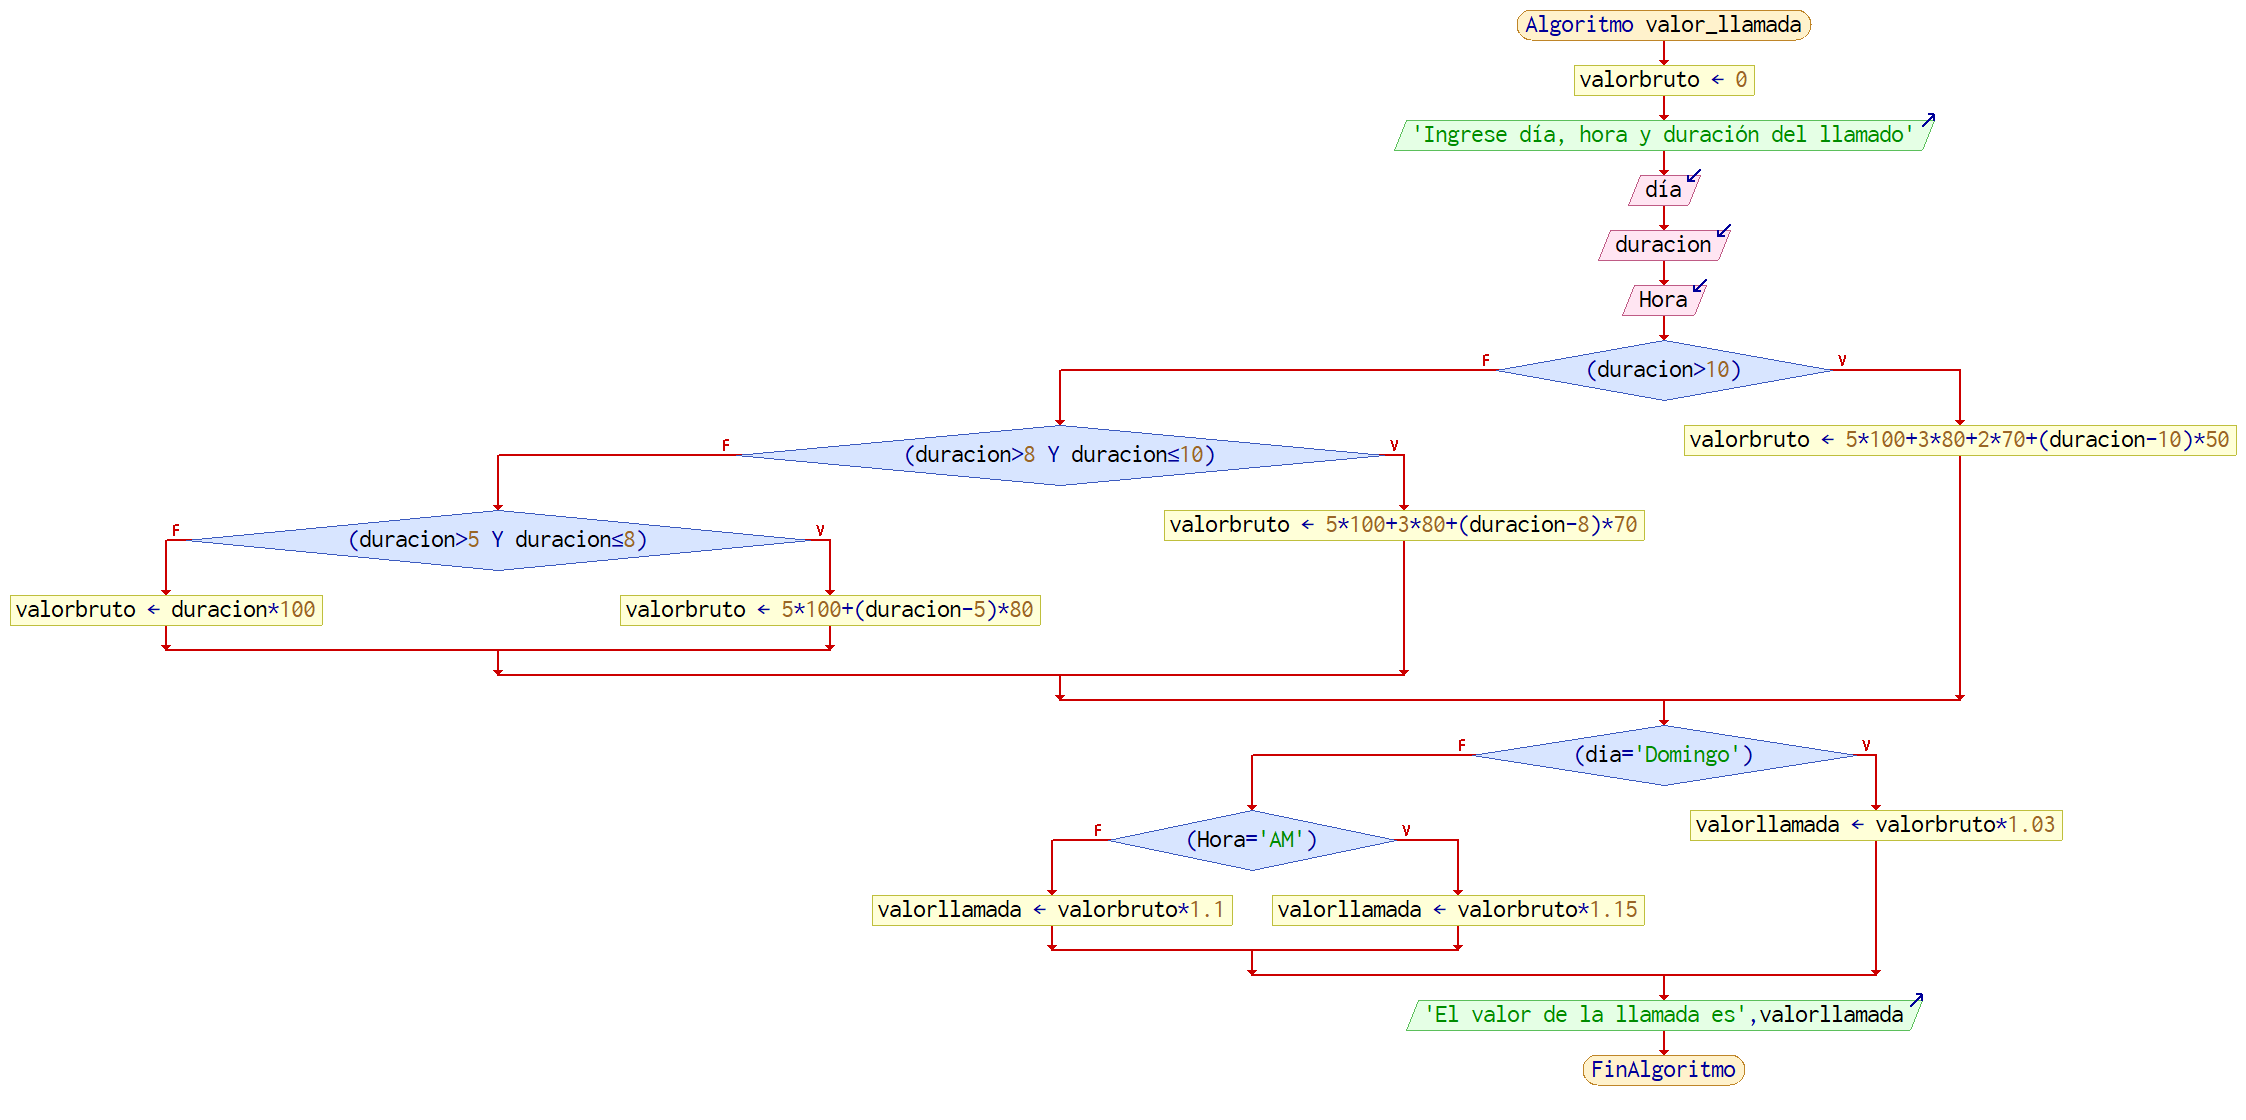 Algoritmo valor_llamada
valorbruto ← 0
'Ingrese día, hora y duración del llamado'
día
duracion
Hora
(duracion>10)
F
V
valorbruto ← 5*100+3*80+2*70+(duracion-10)*50
(duracion>8 Y duracion≤10)
F
V
valorbruto ← 5*100+3*80+(duracion-8)*70
(duracion>5 Y duracion≤8)
F
V
valorbruto ← duracion*100
valorbruto ← 5*100+(duracion-5)*80
(dia='Domingo')
F
V
valorllamada ← valorbruto*1.03
(Hora='AM')
F
V
valorllamada ← valorbruto*1.1
valorllamada ← valorbruto*1.15
'El valor de la llamada es',valorllamada
FinAlgoritmo